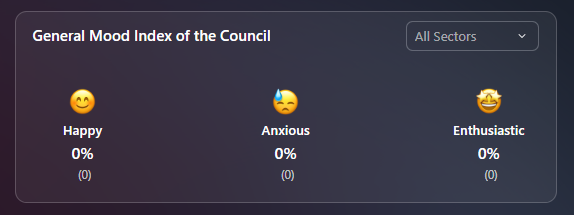 General Mood Index of the Council
All Sectors
Happy
Anxious
Enthusiastic
0%
0%
0%
(0)
(0)
(0)